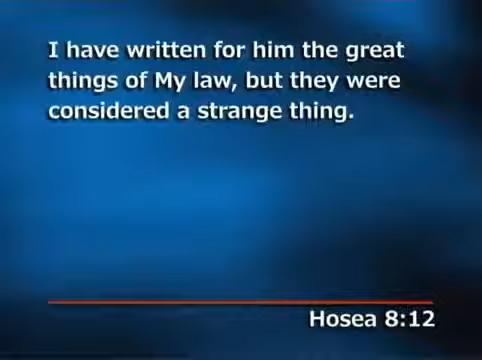 I have written for him the great
things of My law, but they were
considered a strange thing.
Hosea 8:12